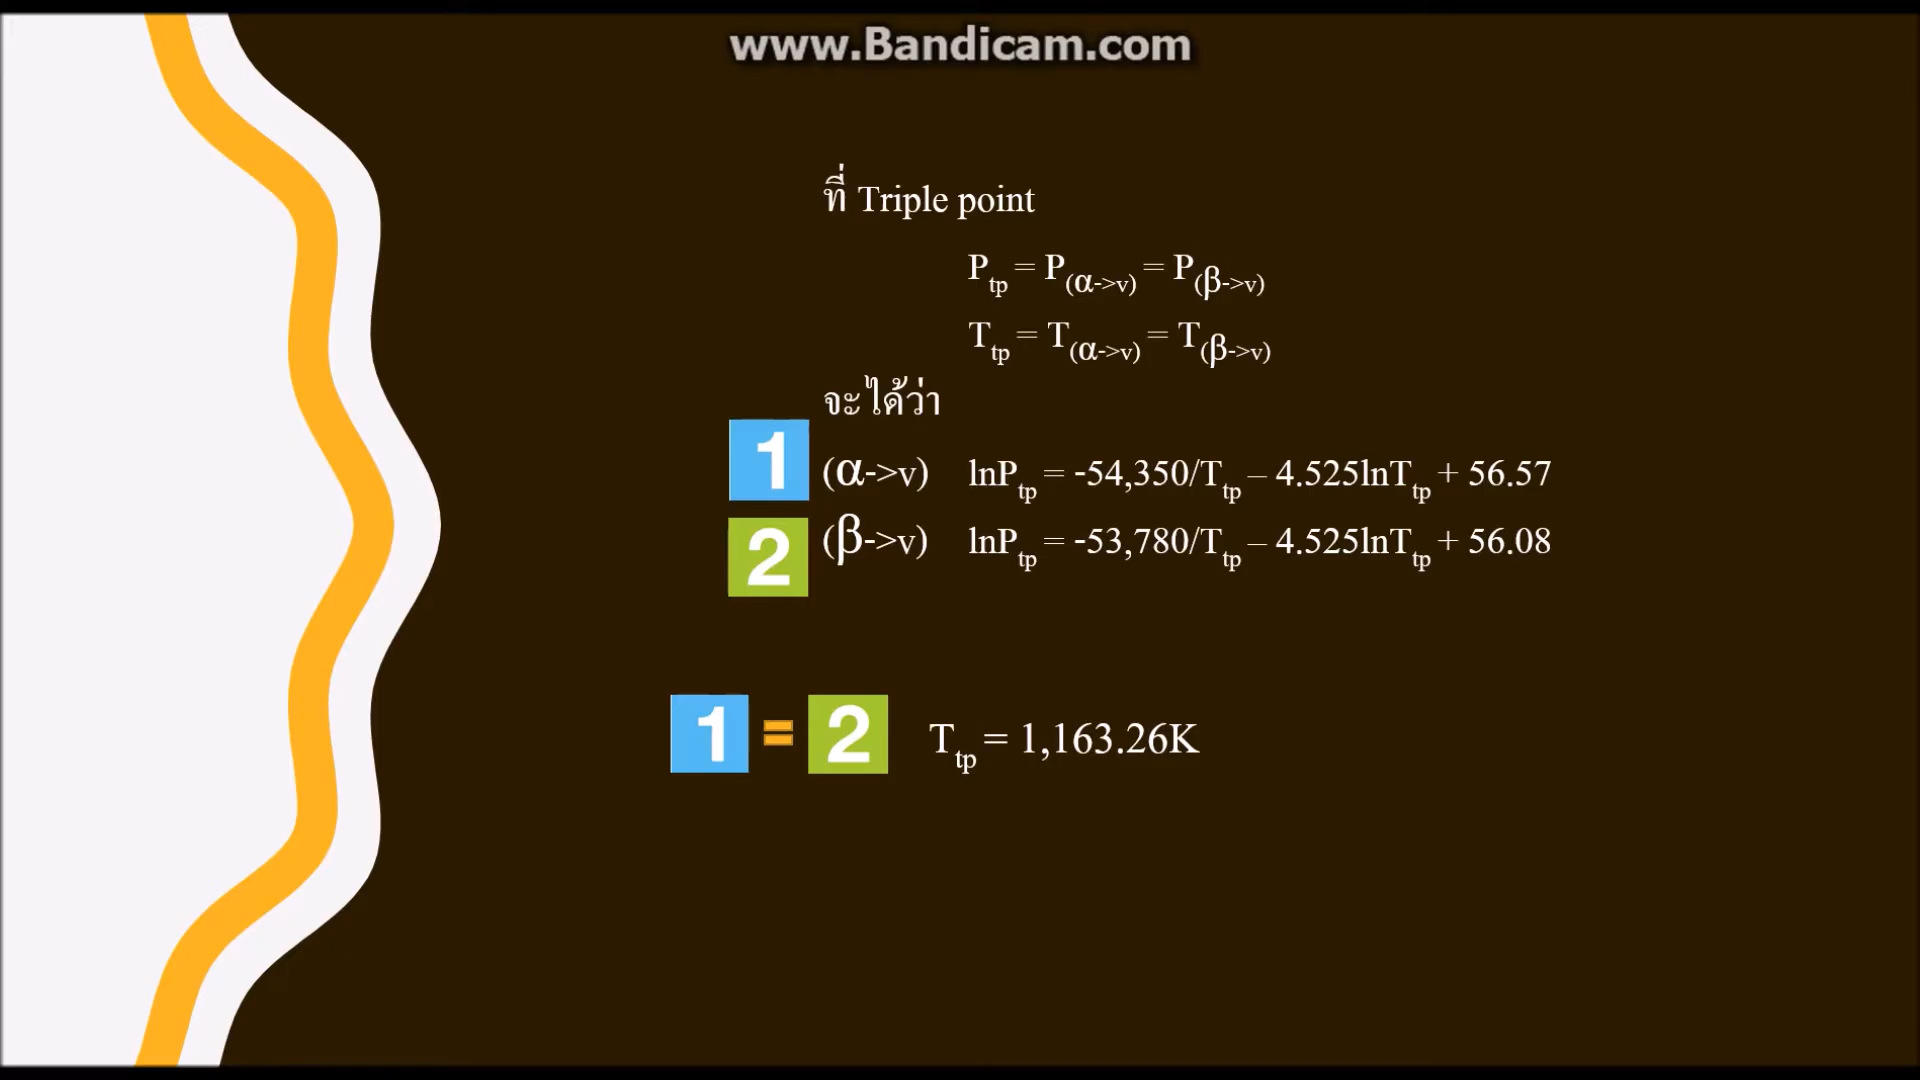 www.Bandicam.com
ที่ Triple point
Ptp = P(α->v) = P(β->v)
Ttp = T(α->v) = T(β->v)
จะได้ว่า
1 (α->v) lnPtp = -54,350/Ttp – 4.525lnTtp + 56.57
2 (β->v) lnPtp = -53,780/Ttp – 4.525lnTtp + 56.08
1 = 2 Ttp = 1,163.26K